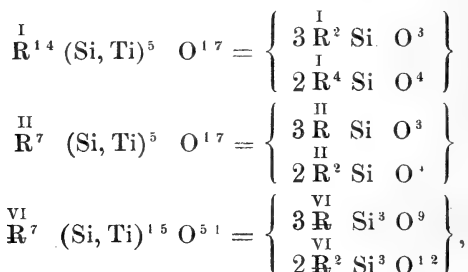 I
R¹⁴ (Si, Ti)⁵ O¹⁷ = { 3 R² Si O³
I
2 R⁴ Si O⁴ }
I
II
R⁷ (Si, Ti)⁵ O¹⁷ = { 3 R Si O³
II
2 R² Si O⁴ }
II
VI
R⁷ (Si, Ti)¹⁵ O⁵¹ = { 3 R Si³ O⁹
VI
2 R² Si³ O¹² } ,
VI